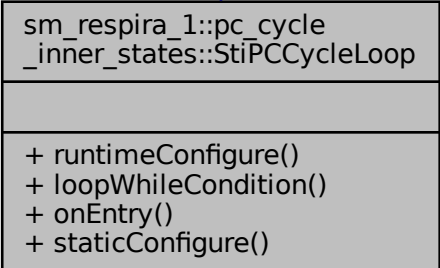 sm_respira_1::pc_cycle
_inner_states::StiPCCycleLoop
+ runtimeConfigure()
+ loopWhileCondition()
+ onEntry()
+ staticConfigure()